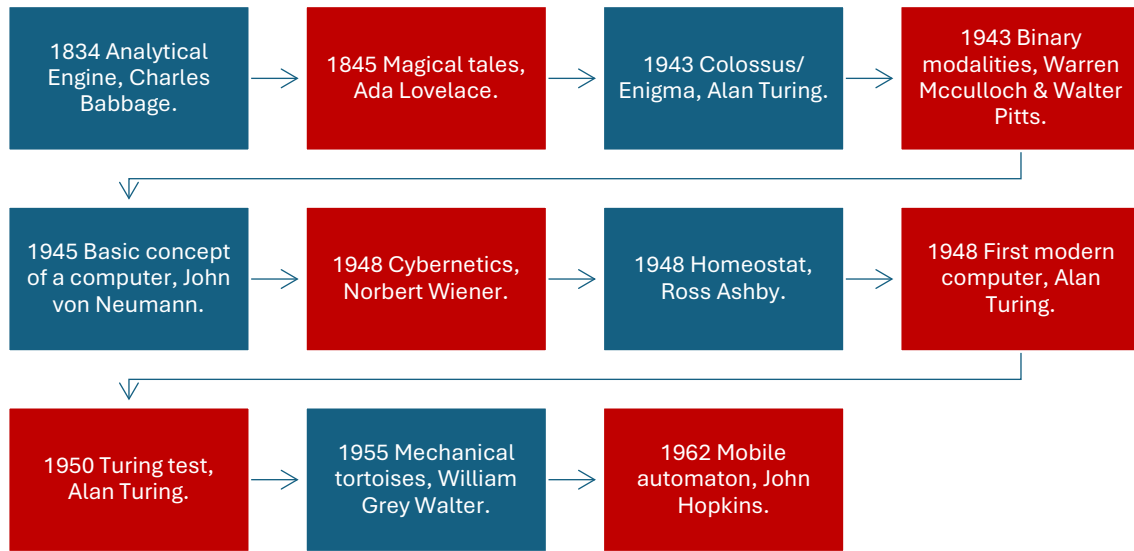 1834 Analytical
Engine, Charles
Babbage.
1845 Magical tales,
Ada Lovelace.
1943 Colossus/
Enigma, Alan Turing.
1943 Binary
modalities, Warren
Mcculloch & Walter
Pitts.
1945 Basic concept
of a computer, John
von Neumann.
1948 Cybernetics,
Norbert Wiener.
1948 Homeostat,
Ross Ashby.
1948 First modern
computer, Alan
Turing.
1950 Turing test,
Alan Turing.
1955 Mechanical
tortoises, William
Grey Walter.
1962 Mobile
automaton, John
Hopkins.